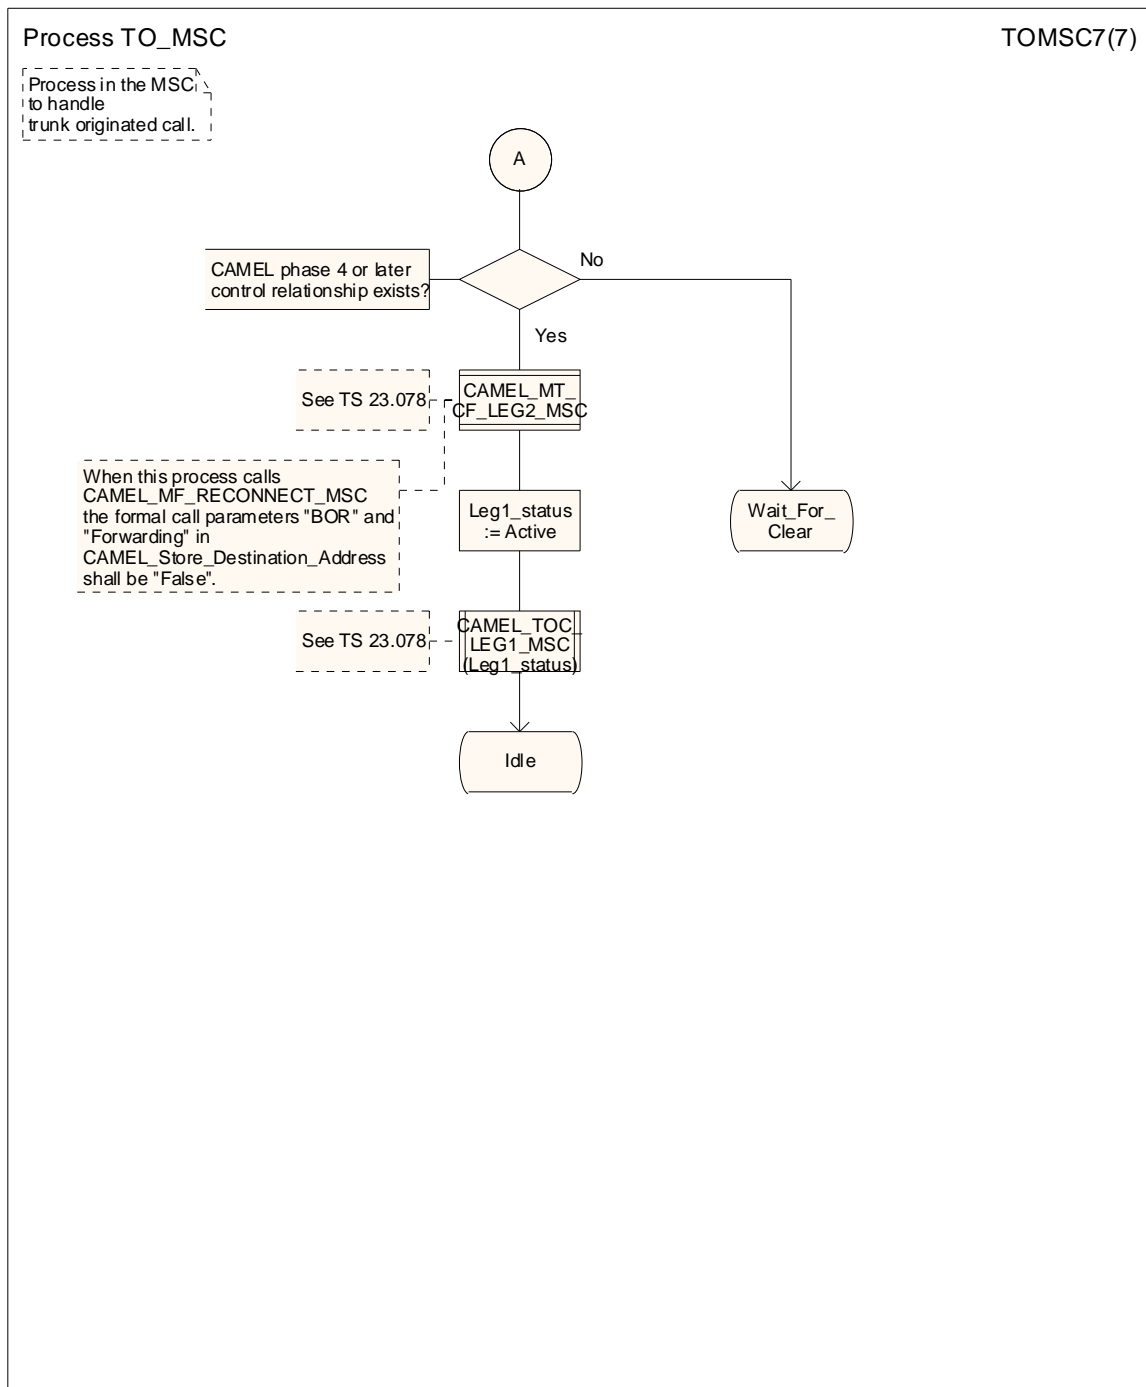 Process TO_MSC
TOMSC7(7)
Process in the MSC
to handle
trunk originated call.
A
CAMEL phase 4 or later
control relationship exists?
No
Yes
See TS 23.078
CAMEL_MT_
CF_LEG2_MSC
When this process calls
CAMEL_MF_RECONNECT_MSC
the formal call parameters "BOR" and
"Forwarding" in
CAMEL_Store_Destination_Address
shall be "False".
Leg1_status
:= Active
Wait_For_
Clear
See TS 23.078
CAMEL_TOC_
LEG1_MSC
(Leg1_status)
Idle